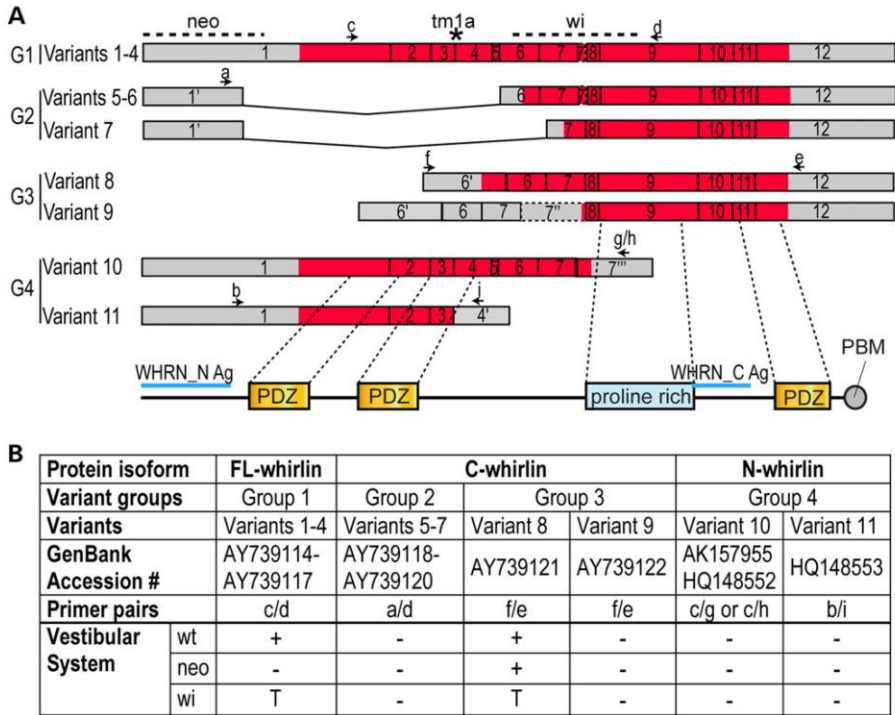 A
neo
c
tm1a
*
wi
d
G1
Variants 1-4
1
2
3
4
5
6
7
8
9
10
11
12
a
G2
Variants 5-6
1'
6
7
8
9
10
11
12
Variant 7
1'
7
8
9
10
11
12
f
e
G3
Variant 8
6'
6
7
8
9
10
11
12
Variant 9
6'
6
7
7''
8
9
10
11
12
g/h
G4
Variant 10
1
2
3
4
5
6
7
7'''
b
i
Variant 11
1
2
3
4'
WHRN_N Ag
WHRN_C Ag
PBM
PDZ
PDZ
proline rich
PDZ
B
Protein isoform FL-whirlin C-whirlin N-whirlin
Variant groups Group 1 Group 2 Group 3 Group 4
Variants Variants 1-4 Variants 5-7 Variant 8 Variant 9 Variant 10 Variant 11
GenBank Accession # AY739114-AY739117 AY739118-AY739120 AY739121 AY739122 AK157955 HQ148552 HQ148553
Primer pairs c/d a/d f/e f/e c/g or c/h b/i
Vestibular System wt + - + - - -
neo - - + - - -
wi T - T - - -